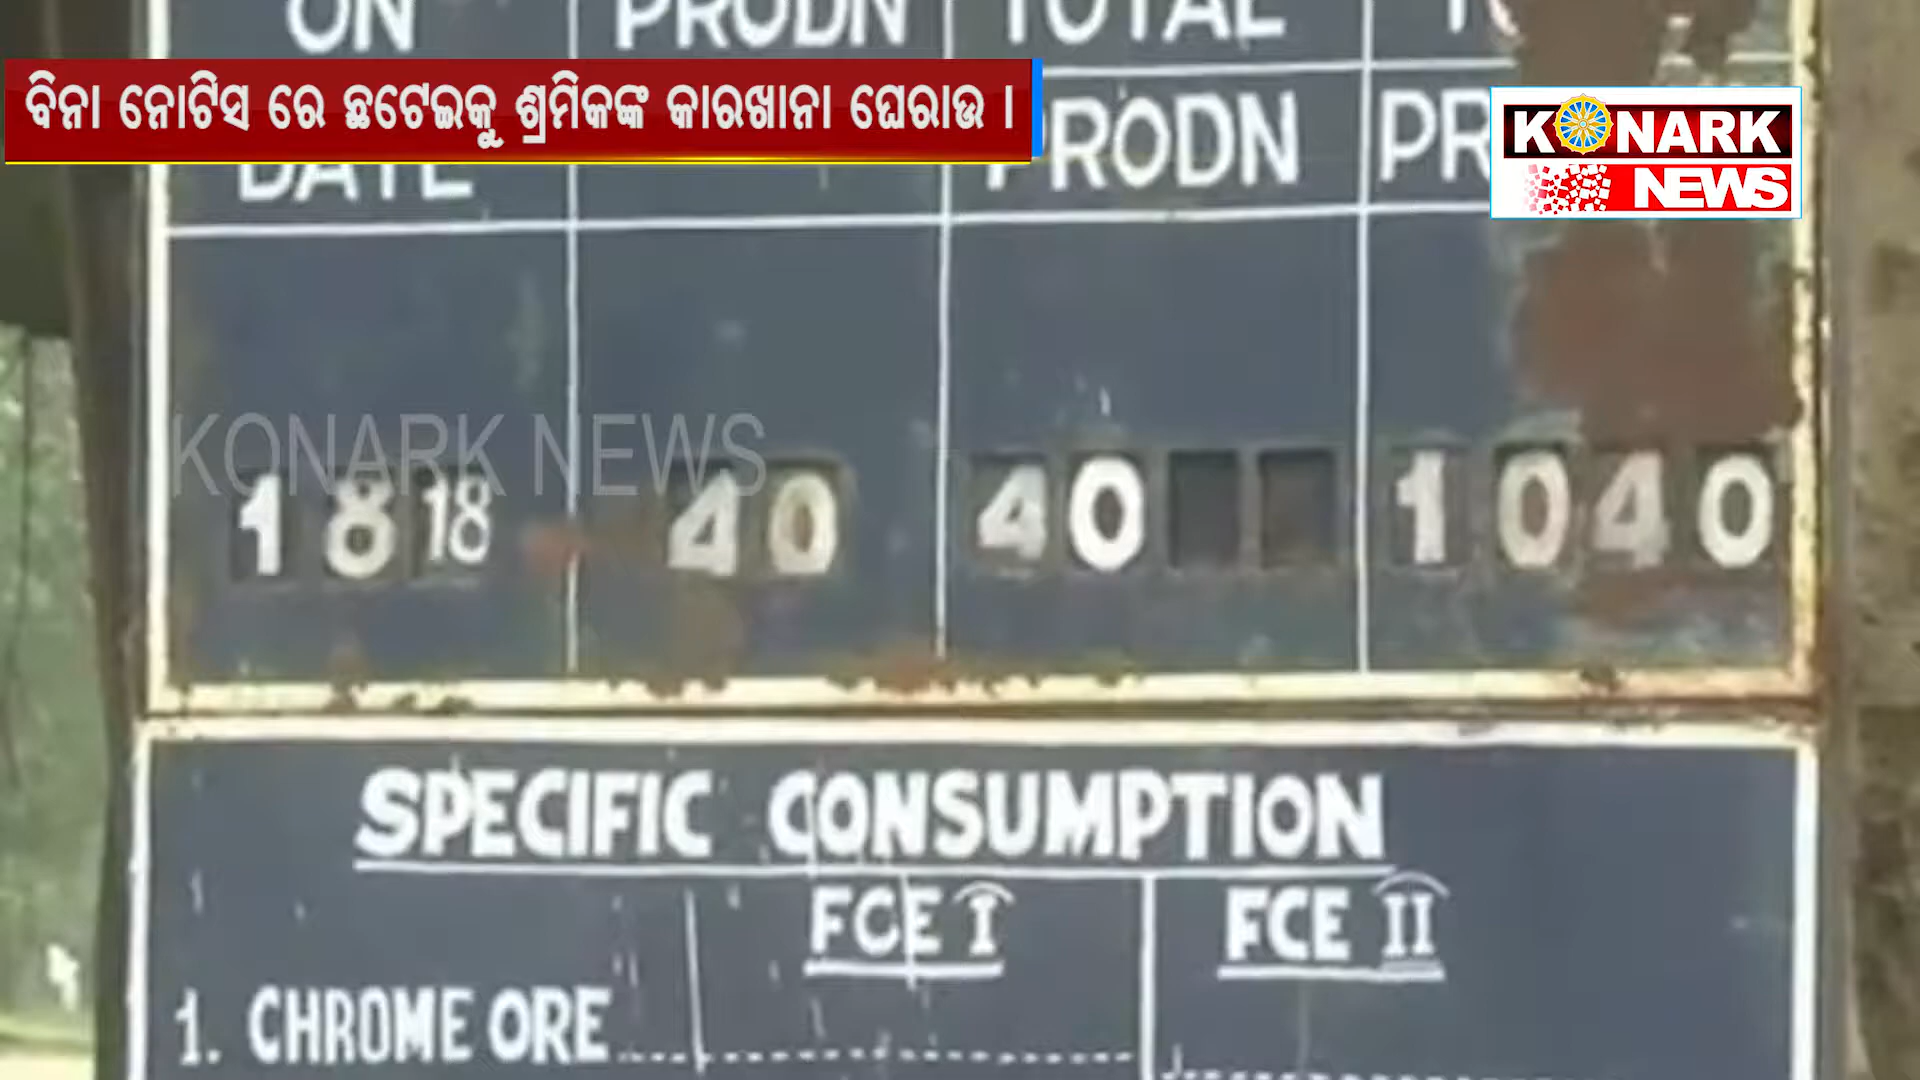 ON PRODN TOTAL
ବିନା ନୋଟିସ ରେ ଛଟେଇକୁ ଶ୍ରମିକଙ୍କ କାରଖାନା ଘେରାଉ ।
DATE PRODN PR
KONARK
NEWS
KONARK NEWS
18 18 40 40 1040
SPECIFIC CONSUMPTION
FCE I FCE II
1. CHROME ORE